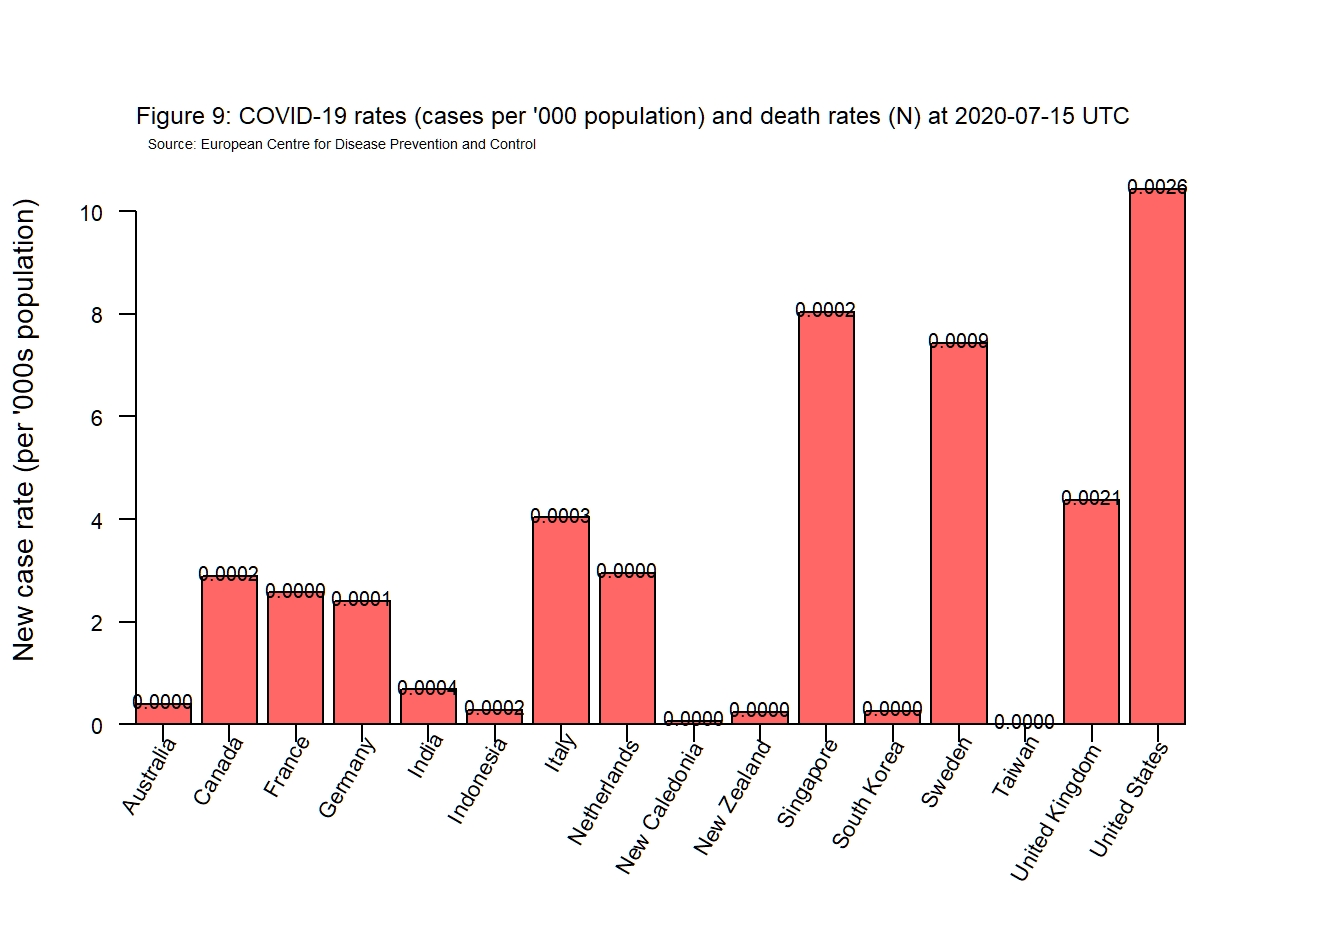 Figure 9: COVID-19 rates (cases per '000 population) and death rates (N) at 2020-07-15 UTC
Source: European Centre for Disease Prevention and Control
New case rate (per '000s population)
10
8
6
4
2
0
0.0000
0.0002
0.0000
0.0001
0.0004
0.0002
0.0003
0.0000
0.0000
0.0000
0.0002
0.0000
0.0009
0.0000
0.0021
0.0026
Australia
Canada
France
Germany
India
Indonesia
Italy
Netherlands
New Caledonia
New Zealand
Singapore
South Korea
Sweden
Taiwan
United Kingdom
United States